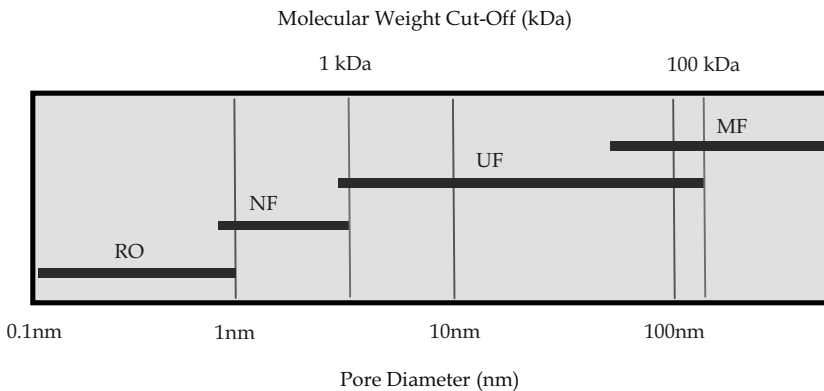 Molecular Weight Cut-Off (kDa)
1 kDa 100 kDa
MF
UF
NF
RO
0.1nm 1nm 10nm 100nm
Pore Diameter (nm)